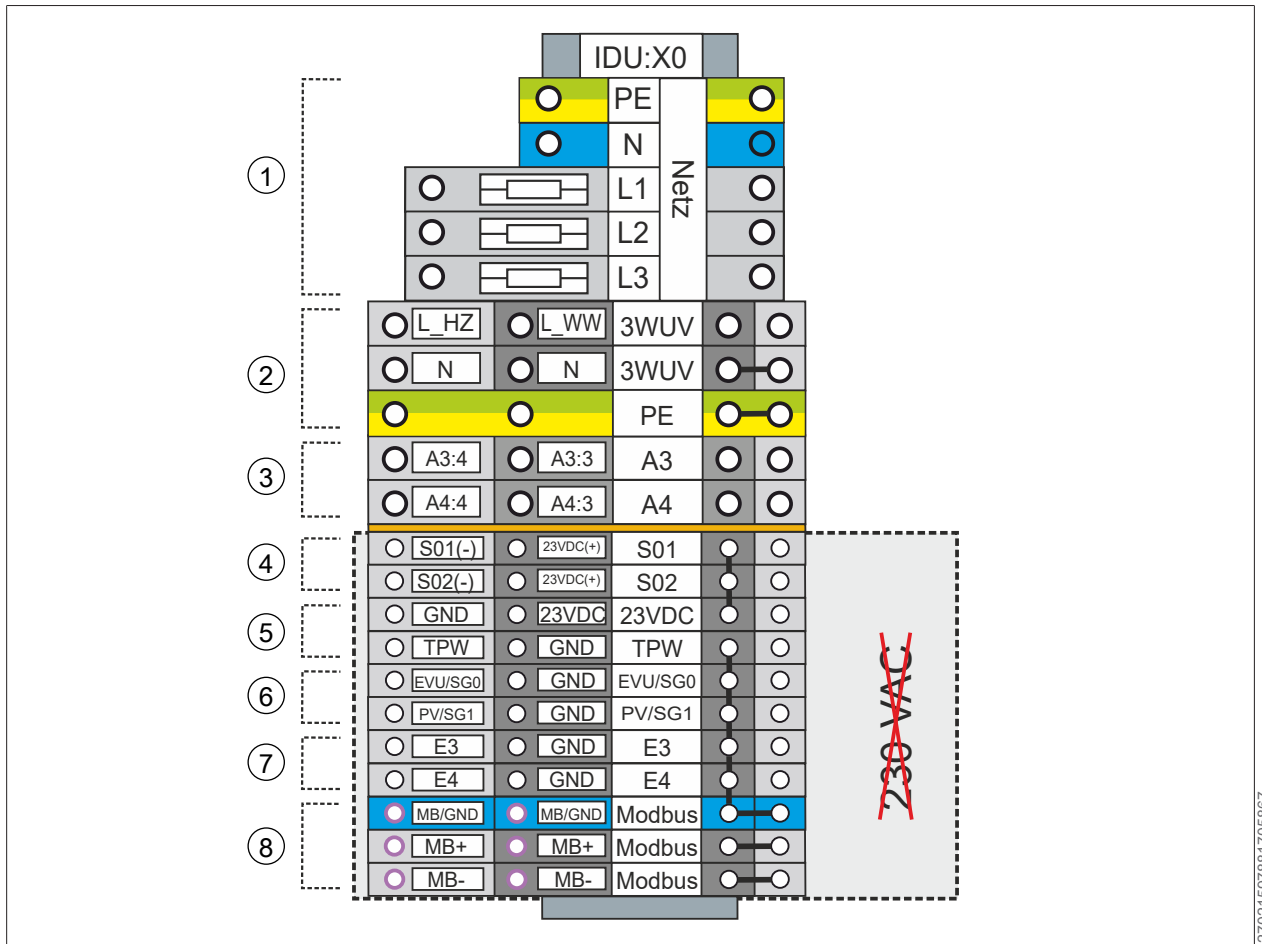 IDU:X0
PE
N
L1
L2
L3
Netz
1
L_HZ L_WW 3WUV
N N 3WUV
PE
2
A3:4 A3:3 A3
A4:4 A4:3 A4
3
S01(-) 23VDC(+) S01
S02(-) 23VDC(+) S02
4
GND 23VDC 23VDC
TPW GND TPW
5
EVU/SG0 GND EVU/SG0
PV/SG1 GND PV/SG1
6
E3 GND E3
E4 GND E4
7
MB/GND MB/GND Modbus
MB+ MB+ Modbus
MB- MB- Modbus
8
230 VAC